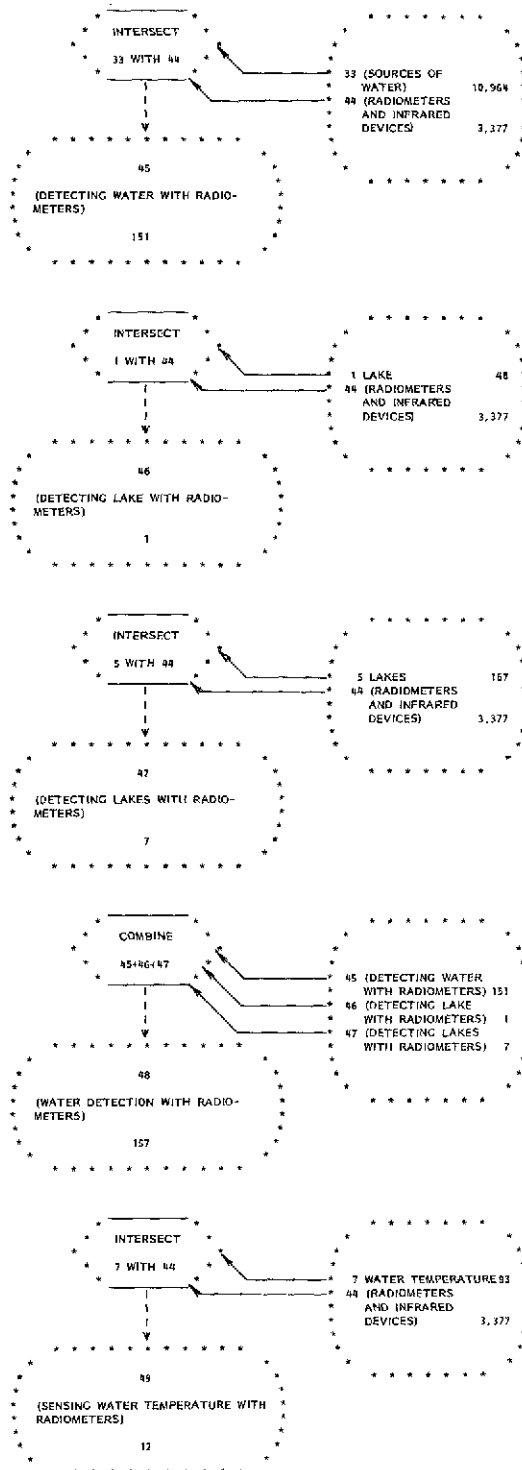 INTERSECT
33 WITH 44
33 (SOURCES OF
WATER) 10,964
44 (RADIOMETERS
AND INFRARED
DEVICES) 3,377
45
(DETECTING WATER WITH RADIO-
METERS)
151
INTERSECT
1 WITH 44
1 LAKE 48
44 (RADIOMETERS
AND INFRARED
DEVICES) 3,377
46
(DETECTING LAKE WITH RADIO-
METERS)
1
INTERSECT
5 WITH 44
5 LAKES 167
44 (RADIOMETERS
AND INFRARED
DEVICES) 3,377
47
(DETECTING LAKES WITH RADIO-
METERS)
7
COMBINE
45+46+47
45 (DETECTING WATER
WITH RADIOMETERS) 151
46 (DETECTING LAKE
WITH RADIOMETERS) 1
47 (DETECTING LAKES
WITH RADIOMETERS) 7
48
(WATER DETECTION WITH RADIO-
METERS)
157
INTERSECT
7 WITH 44
7 WATER TEMPERATURE 93
44 (RADIOMETERS
AND INFRARED
DEVICES) 3,377
49
(SENSING WATER TEMPERATURE WITH
RADIOMETERS)
12